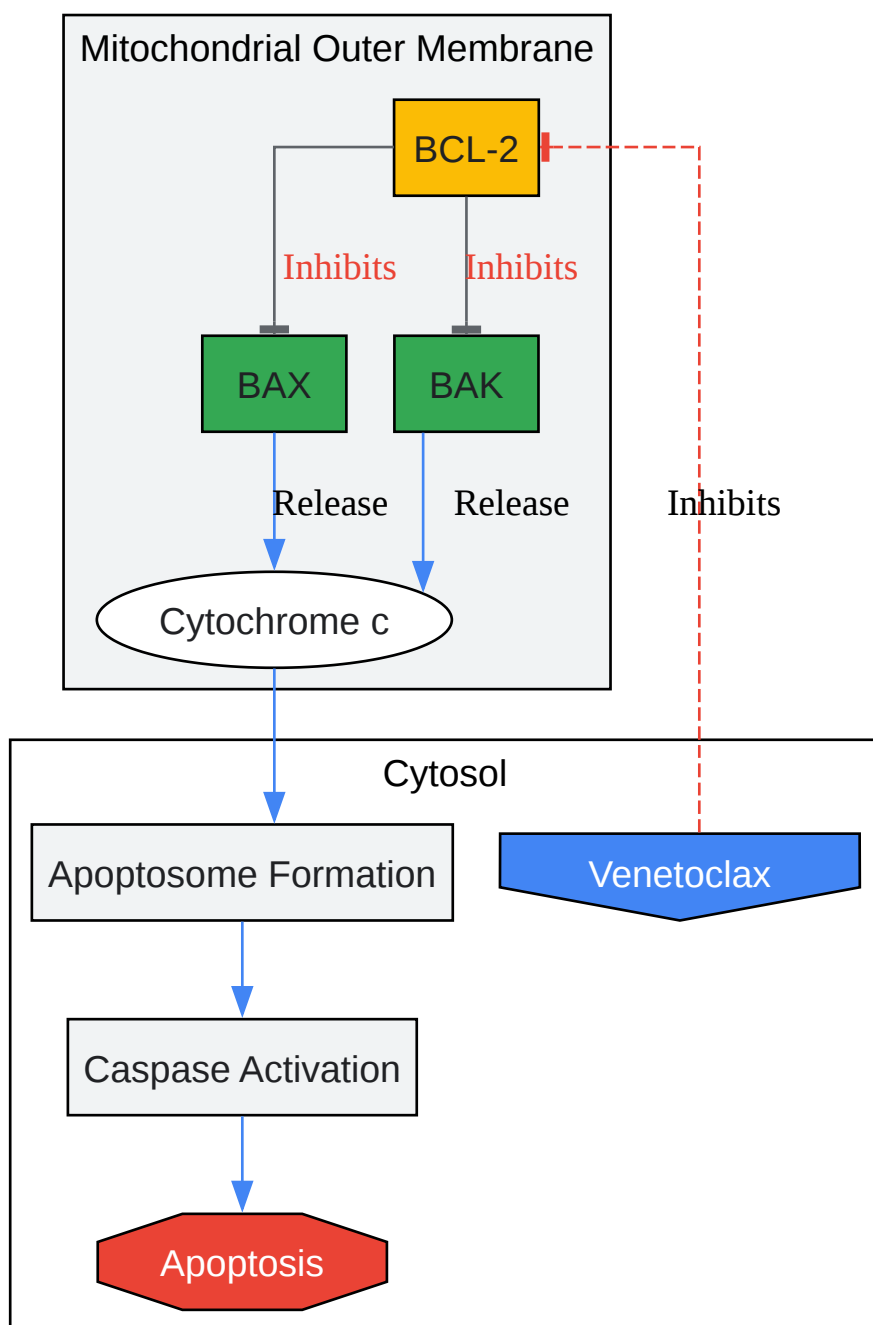 Mitochondrial Outer Membrane
BCL-2
Inhibits
Inhibits
BAX
BAK
Release
Release
Inhibits
Cytochrome c
Cytosol
Apoptosome Formation
Venetoclax
Caspase Activation
Apoptosis